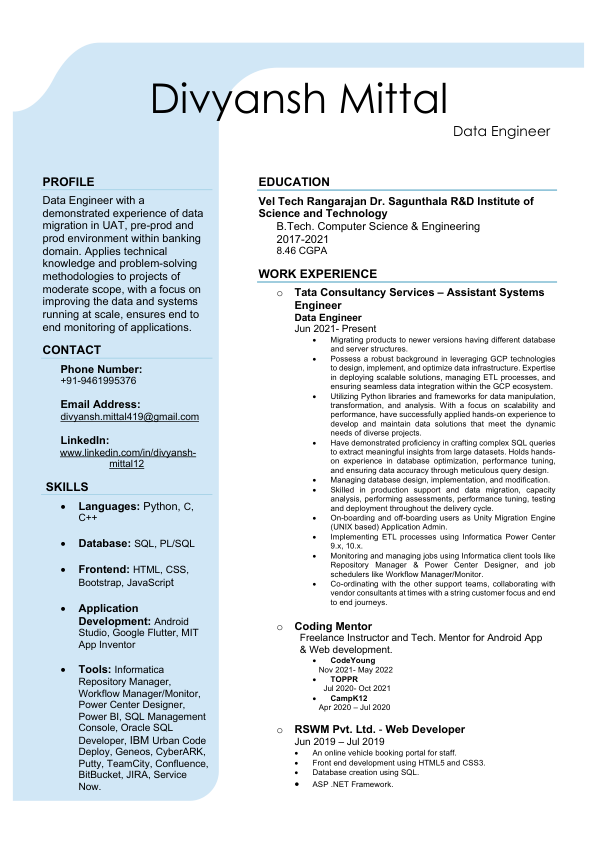 Divyansh Mittal
Data Engineer
PROFILE
Data Engineer with a
demonstrated experience of data
migration in UAT, pre-prod and
prod environment within banking
domain. Applies technical
knowledge and problem-solving
methodologies to projects of
moderate scope, with a focus on
improving the data and systems
running at scale, ensures end to
end monitoring of applications.
CONTACT
Phone Number:
+91-9461995376
Email Address:
divyansh.mittal419@gmail.com
LinkedIn:
www.linkedin.com/in/divyansh-
mittal12
SKILLS
• Languages: Python, C,
C++
• Database: SQL, PL/SQL
• Frontend: HTML, CSS,
Bootstrap, JavaScript
• Application
Development: Android
Studio, Google Flutter, MIT
App Inventor
• Tools: Informatica
Repository Manager,
Workflow Manager/Monitor,
Power Center Designer,
Power BI, SQL Management
Console, Oracle SQL
Developer, IBM Urban Code
Deploy, Geneos, CyberARK,
Putty, TeamCity, Confluence,
BitBucket, JIRA, Service
Now.
EDUCATION
Vel Tech Rangarajan Dr. Sagunthala R&D Institute of
Science and Technology
B.Tech. Computer Science & Engineering
2017-2021
8.46 CGPA
WORK EXPERIENCE
o Tata Consultancy Services – Assistant Systems
Engineer
Data Engineer
Jun 2021- Present
• Migrating products to newer versions having different database
and server structures.
• Possess a robust background in leveraging GCP technologies
to design, implement, and optimize data infrastructure. Expertise
in deploying scalable solutions, managing ETL processes, and
ensuring seamless data integration within the GCP ecosystem.
• Utilizing Python libraries and frameworks for data manipulation,
transformation, and analysis. With a focus on scalability and
performance, have successfully applied hands-on experience to
develop and maintain data solutions that meet the dynamic
needs of diverse projects.
• Have demonstrated proficiency in crafting complex SQL queries
to extract meaningful insights from large datasets. Holds hands-
on experience in database optimization, performance tuning,
and ensuring data accuracy through meticulous query design.
• Managing database design, implementation, and modification.
• Skilled in production support and data migration, capacity
analysis, performing assessments, performance tuning, testing
and deployment throughout the delivery cycle.
• On-boarding and off-boarding users as Unity Migration Engine
(UNIX based) Application Admin.
• Implementing ETL processes using Informatica Power Center
9.x, 10.x.
• Monitoring and managing jobs using Informatica client tools like
Repository Manager & Power Center Designer, and job
schedulers like Workflow Manager/Monitor.
• Co-ordinating with the other support teams, collaborating with
vendor consultants at times with a string customer focus and end
to end journeys.
o Coding Mentor
Freelance Instructor and Tech. Mentor for Android App
& Web development.
• CodeYoung
Nov 2021- May 2022
• TOPPR
Jul 2020- Oct 2021
• CampK12
Apr 2020 – Jul 2020
o RSWM Pvt. Ltd. - Web Developer
Jun 2019 – Jul 2019
• An online vehicle booking portal for staff.
• Front end development using HTML5 and CSS3.
• Database creation using SQL.
• ASP .NET Framework.